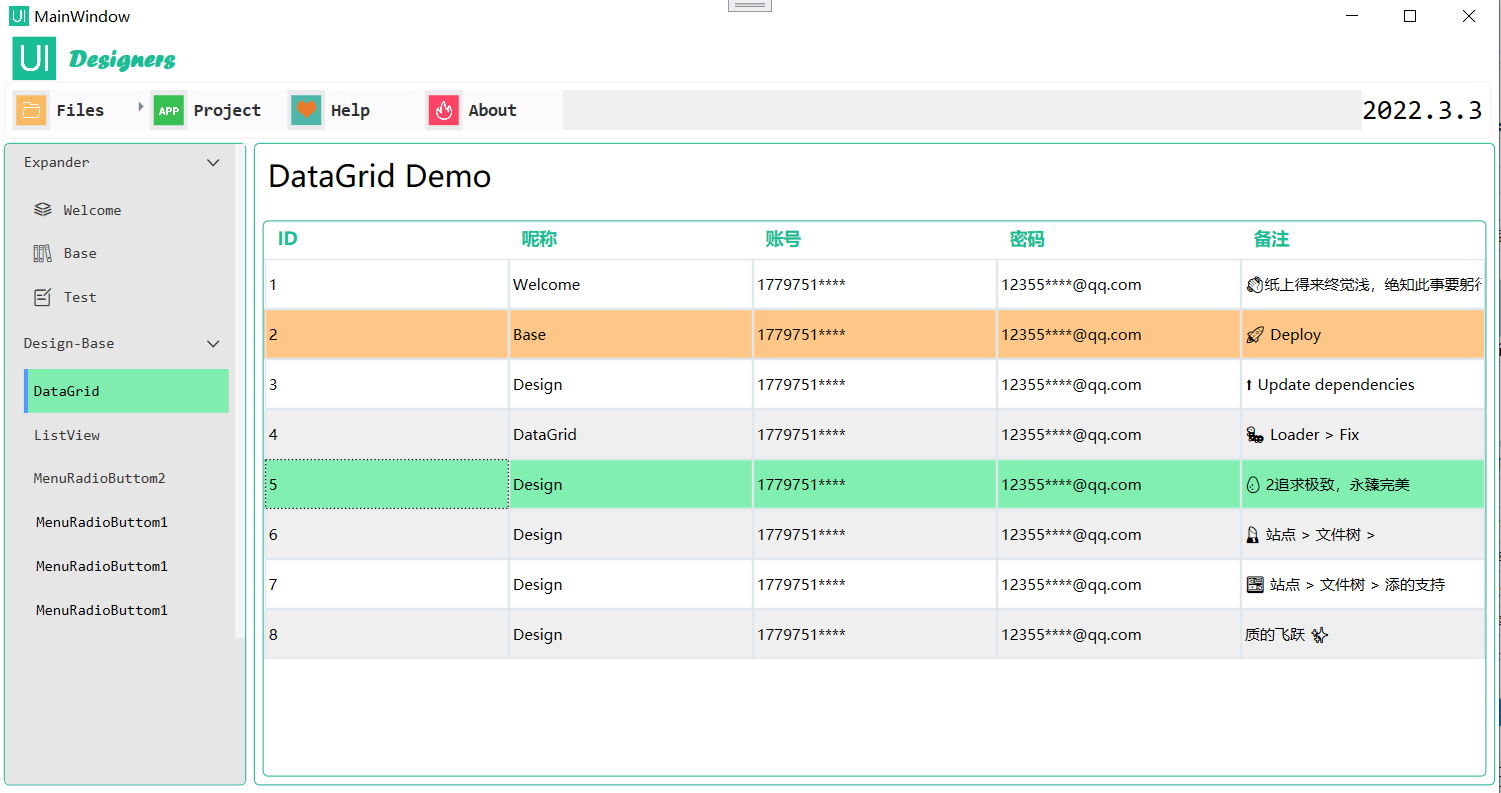 UI MainWindow
UI Designers
Files
APP Project
Help
About
2022.3.3
Expander
Welcome
Base
Test
Design-Base
DataGrid
ListView
MenuRadioButtom2
MenuRadioButtom1
MenuRadioButtom1
MenuRadioButtom1
DataGrid Demo
ID 呢称 账号 密码 备注
1 Welcome 1779751**** 12355****@qq.com 👏纸上得来终觉浅，绝知此事要躬行
2 Base 1779751**** 12355****@qq.com 🚀 Deploy
3 Design 1779751**** 12355****@qq.com ⬆ Update dependencies
4 DataGrid 1779751**** 12355****@qq.com 🐛 Loader > Fix
5 Design 1779751**** 12355****@qq.com 🥚 2追求极致，永臻完美
6 Design 1779751**** 12355****@qq.com 站点 > 文件树 >
7 Design 1779751**** 12355****@qq.com 站点 > 文件树 > 添的支持
8 Design 1779751**** 12355****@qq.com 质的飞跃 ✨